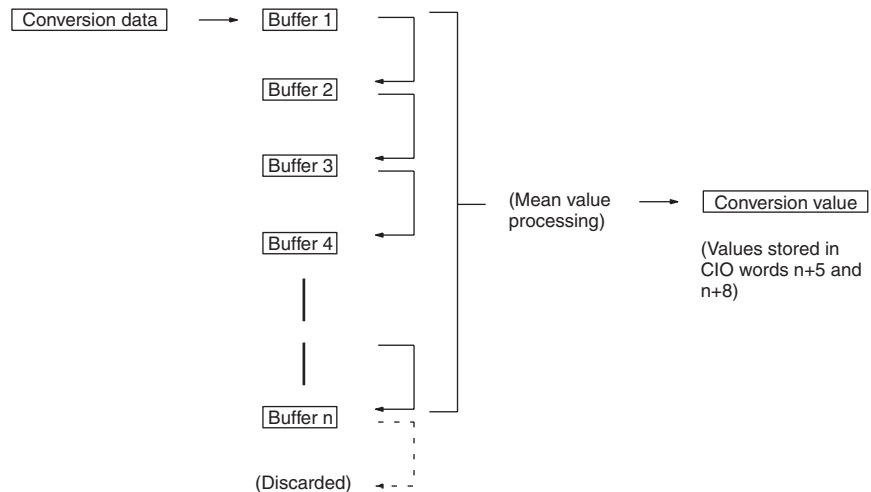 Conversion data
Buffer 1
Buffer 2
Buffer 3
Buffer 4
Buffer n
(Discarded)
(Mean value
processing)
Conversion value
(Values stored in
CIO words n+5 and
n+8)